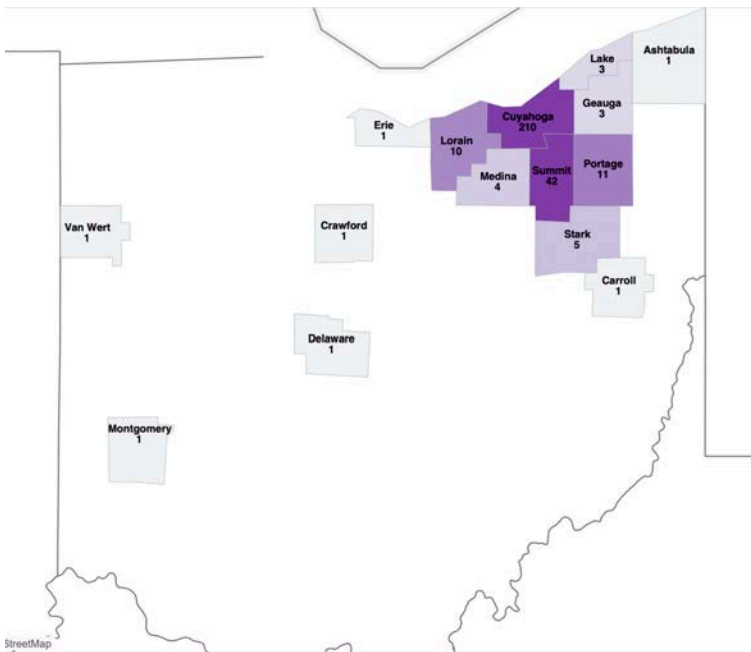 Ashtabula
1
Lake
3
Geauga
3
Cuyahoga
210
Erie
1
Lorain
10
Portage
11
Summit
42
Medina
4
Van Wert
1
Crawford
1
Stark
5
Carroll
1
Delaware
1
Montgomery
1
StreetMap